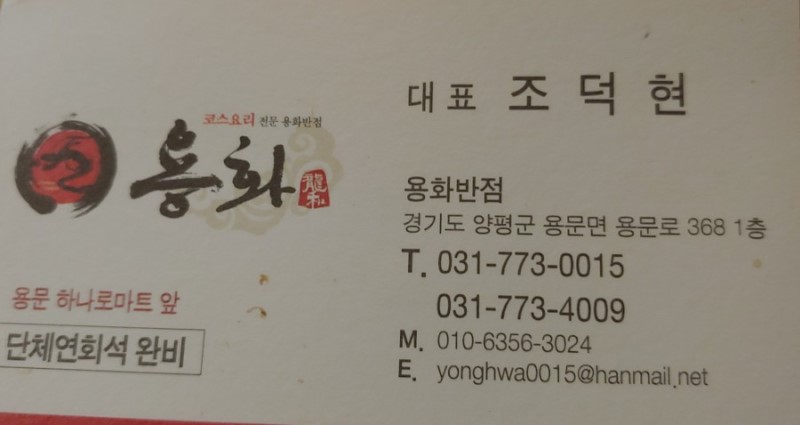 코스요리 전문 용화반점
용화
龍和
용문 하나로마트 앞
단체연회석 완비
대표 조덕현
용화반점
경기도 양평군 용문면 용문로 368 1층
T. 031-773-0015
031-773-4009
M. 010-6356-3024
E. yonghwa0015@hanmail.net